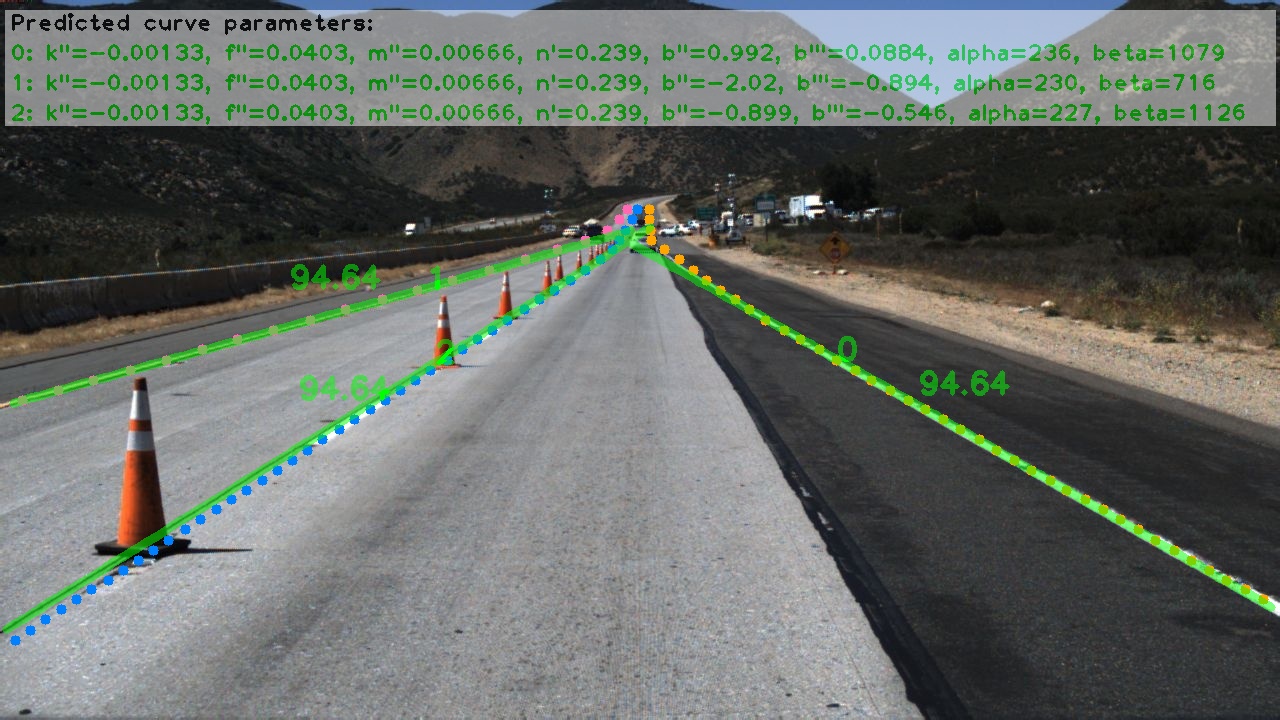 Predicted curve parameters:
0: k''=-0.00133, f''=0.0403, m''=0.00666, n'=0.239, b''=0.992, b'''=0.0884, alpha=236, beta=1079
1: k''=-0.00133, f''=0.0403, m''=0.00666, n'=0.239, b''=-2.02, b'''=-0.894, alpha=230, beta=716
2: k''=-0.00133, f''=0.0403, m''=0.00666, n'=0.239, b''=-0.899, b'''=-0.546, alpha=227, beta=1126
94.64 1
0
2
94.64
94.64